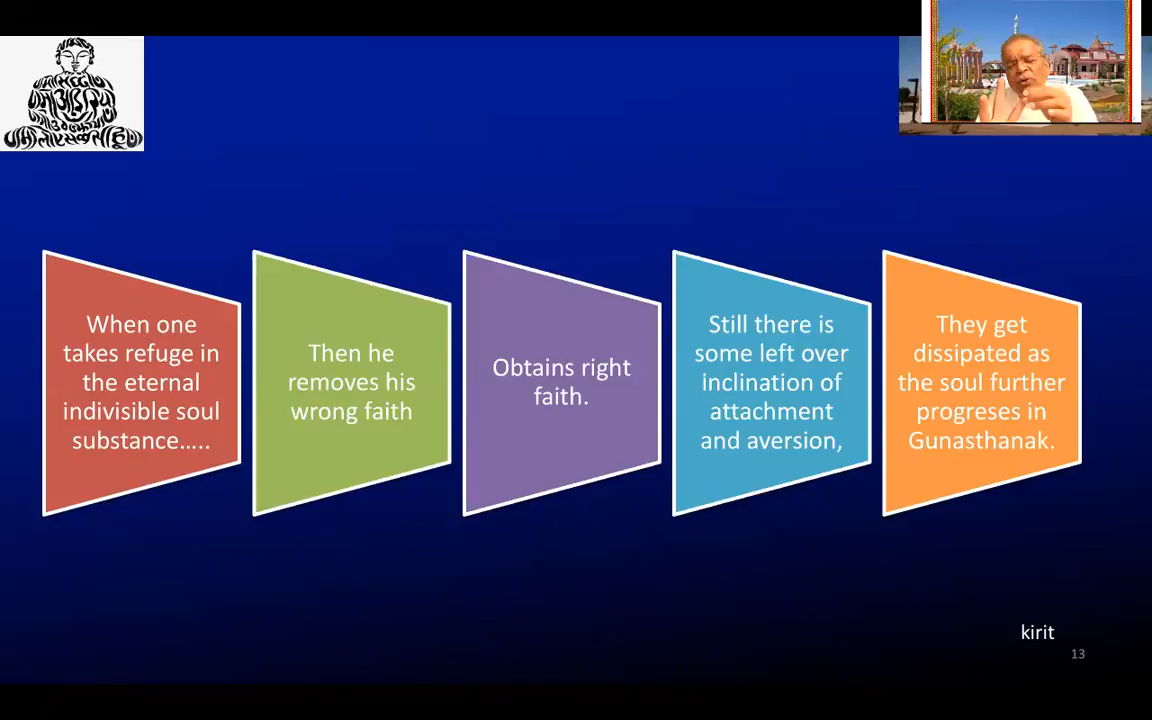 When one
takes refuge in
the eternal
indivisible soul
substance…..
Then he
removes his
wrong faith
Obtains right
faith.
Still there is
some left over
inclination of
attachment
and aversion,
They get
dissipated as
the soul further
progreses in
Gunasthanak.
kirit
13